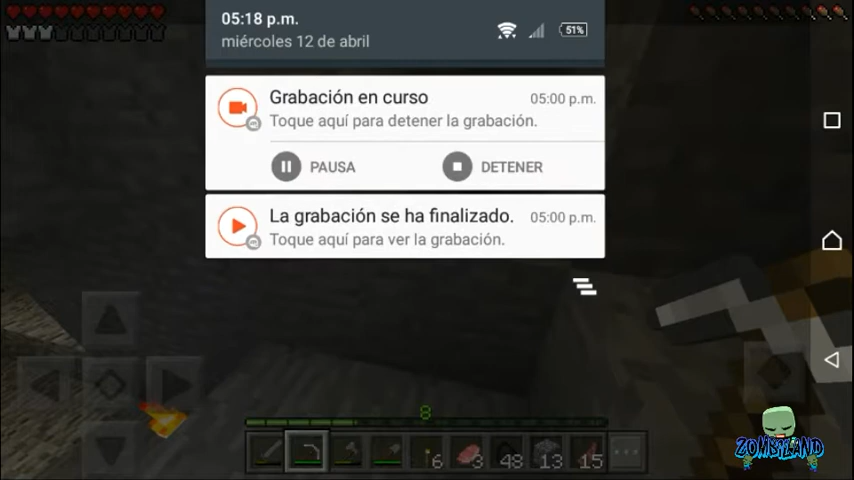 05:18 p.m.
51%
miércoles 12 de abril
Grabación en curso
05:00 p.m.
Toque aquí para detener la grabación.
PAUSA
DETENER
La grabación se ha finalizado.
05:00 p.m.
Toque aquí para ver la grabación.
8
6
3
48
13
15
ZOMBILAND